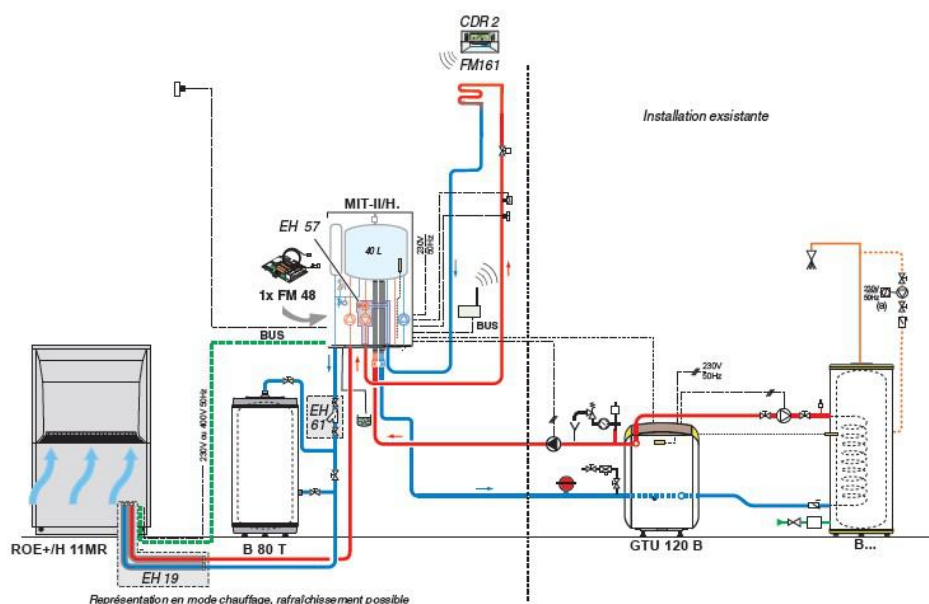 CDR 2
FM161
Installation exsistante
MIT-II/H.
EH 57
40 L
230V
50Hz
1x FM 48
BUS
BUS
230V
50Hz
(a)
230V ou 400V 50Hz
EH
61
230V
50Hz
ROE+/H 11MR
B 80 T
GTU 120 B
B...
EH 19
Représentation en mode chauffage, rafraîchissement possible